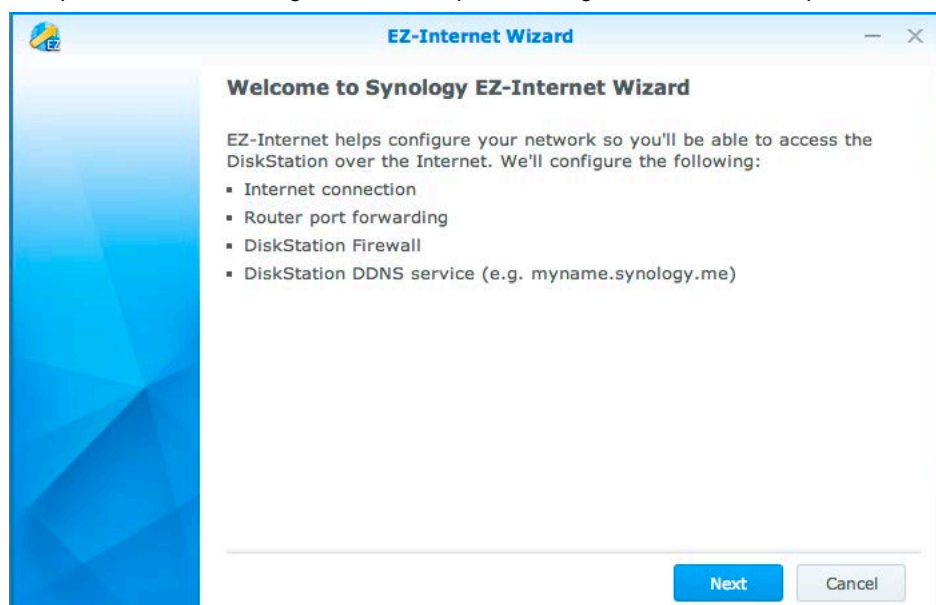 EZ
EZ-Internet Wizard
Welcome to Synology EZ-Internet Wizard
EZ-Internet helps configure your network so you'll be able to access the
DiskStation over the Internet. We'll configure the following:
▪ Internet connection
▪ Router port forwarding
▪ DiskStation Firewall
▪ DiskStation DDNS service (e.g. myname.synology.me)
Next Cancel